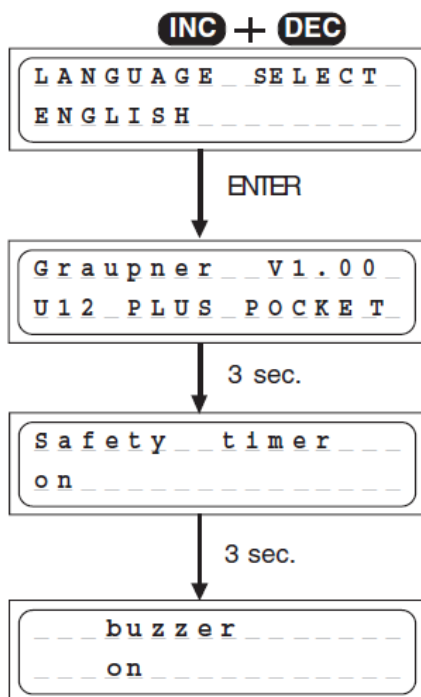 INC + DEC
LANGUAGE SELECT
ENGLISH
ENTER
Graupner V1.00
U12 PLUS POCKET
3 sec.
Safety timer
on
3 sec.
buzzer
on